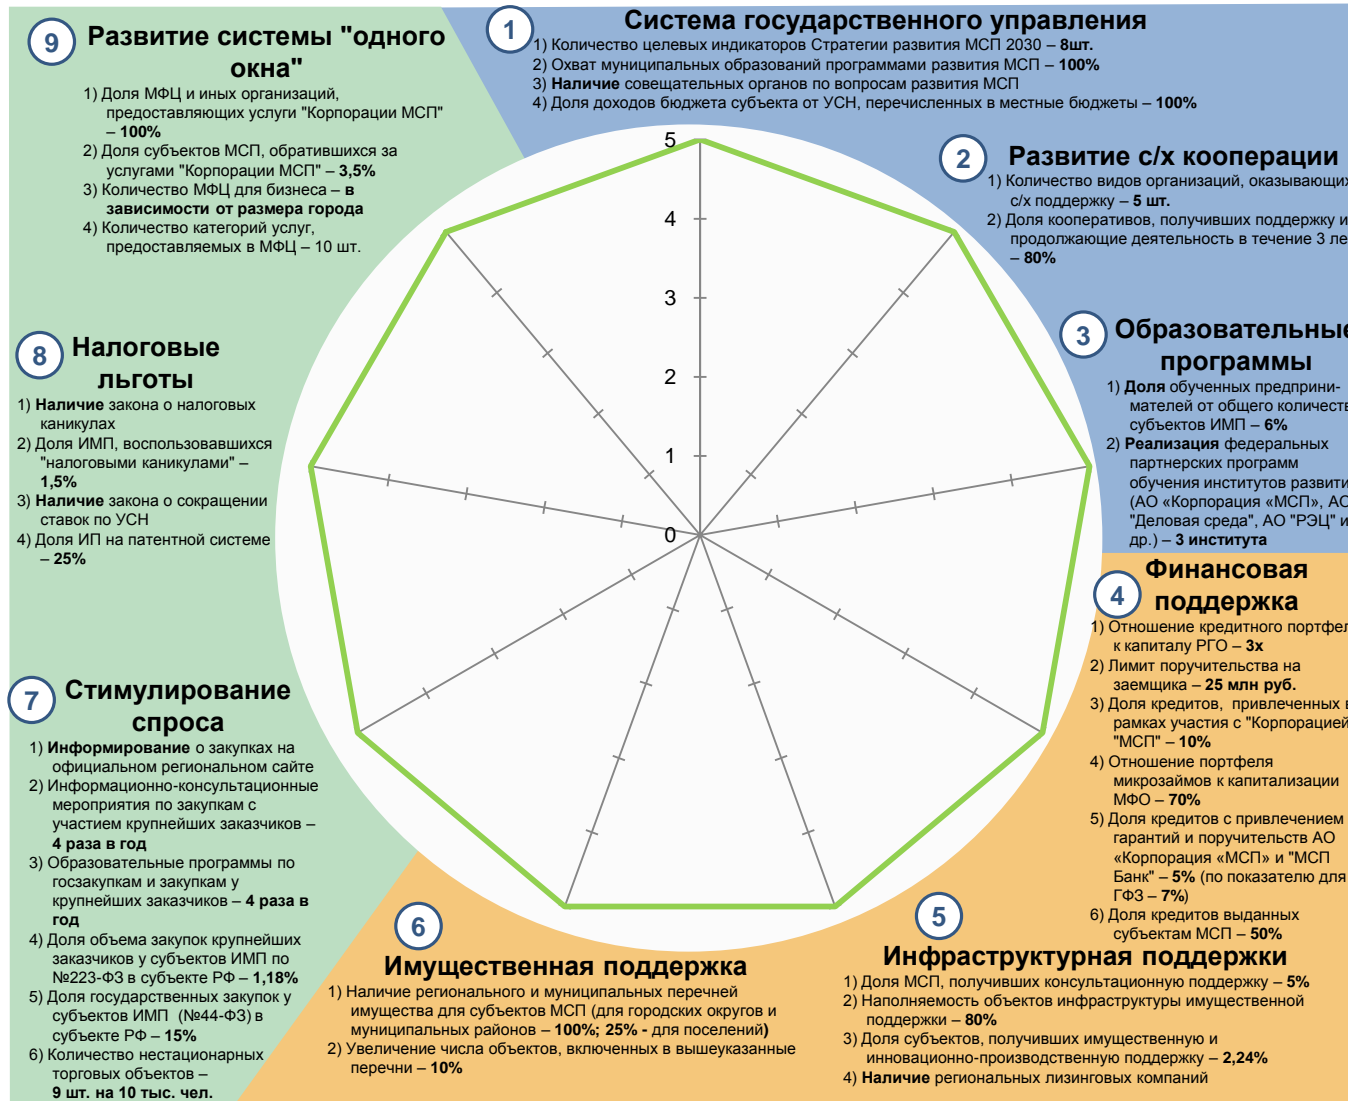 1
Система государственного управления
1) Количество целевых индикаторов Стратегии развития МСП 2030 – 8шт.
2) Охват муниципальных образований программами развития МСП – 100%
3) Наличие совещательных органов по вопросам развития МСП
4) Доля доходов бюджета субъекта от УСН, перечисленных в местные бюджеты – 100%
2
Развитие с/х кооперации
1) Количество видов организаций, оказывающих
с/х поддержку – 5 шт.
2) Доля кооперативов, получивших поддержку и
продолжающие деятельность в течение 3 ле
– 80%
3
Образовательные
программы
1) Доля обученных предприни-
мателей от общего количеств
субъектов ИМП – 6%
2) Реализация федеральных
партнерских программ
обучения институтов развити
(АО «Корпорация «МСП», АО
"Деловая среда", АО "РЭЦ" и
др.) – 3 института
4
Финансовая
поддержка
1) Отношение кредитного портфел
к капиталу РГО – 3х
2) Лимит поручительства на
заемщика – 25 млн руб.
3) Доля кредитов, привлеченных в
рамках участия с "Корпорацией
"МСП" – 10%
4) Отношение портфеля
микрозаймов к капитализации
МФО – 70%
5) Доля кредитов с привлечением
гарантий и поручительств АО
«Корпорация «МСП» и "МСП
Банк" – 5% (по показателю для
ГФЗ – 7%)
6) Доля кредитов выданных
субъектам МСП – 50%
5
Инфраструктурная поддержки
1) Доля МСП, получивших консультационную поддержку – 5%
2) Наполняемость объектов инфраструктуры имущественной
поддержки – 80%
3) Доля субъектов, получивших имущественную и
инновационно-производственную поддержку – 2,24%
4) Наличие региональных лизинговых компаний
6
Имущественная поддержка
1) Наличие регионального и муниципальных перечней
имущества для субъектов МСП (для городских округов и
муниципальных районов – 100%; 25% - для поселений)
2) Увеличение числа объектов, включенных в вышеуказанные
перечни – 10%
7
Стимулирование
спроса
1) Информирование о закупках на
официальном региональном сайте
2) Информационно-консультационные
мероприятия по закупкам с
участием крупнейших заказчиков –
4 раза в год
3) Образовательные программы по
госзакупкам и закупкам у
крупнейших заказчиков – 4 раза в
год
4) Доля объема закупок крупнейших
заказчиков у субъектов ИМП по
№223-ФЗ в субъекте РФ – 1,18%
5) Доля государственных закупок у
субъектов ИМП (№44-ФЗ) в
субъекте РФ – 15%
6) Количество нестационарных
торговых объектов –
9 шт. на 10 тыс. чел.
8
Налоговые
льготы
1) Наличие закона о налоговых
каникулах
2) Доля ИМП, воспользовавшихся
"налоговыми каникулами" –
1,5%
3) Наличие закона о сокращении
ставок по УСН
4) Доля ИП на патентной системе
– 25%
9
Развитие системы "одного
окна"
1) Доля МФЦ и иных организаций,
предоставляющих услуги "Корпорации МСП"
– 100%
2) Доля субъектов МСП, обратившихся за
услугами "Корпорации МСП" – 3,5%
3) Количество МФЦ для бизнеса – в
зависимости от размера города
4) Количество категорий услуг,
предоставляемых в МФЦ – 10 шт.
5
4
3
2
1
0